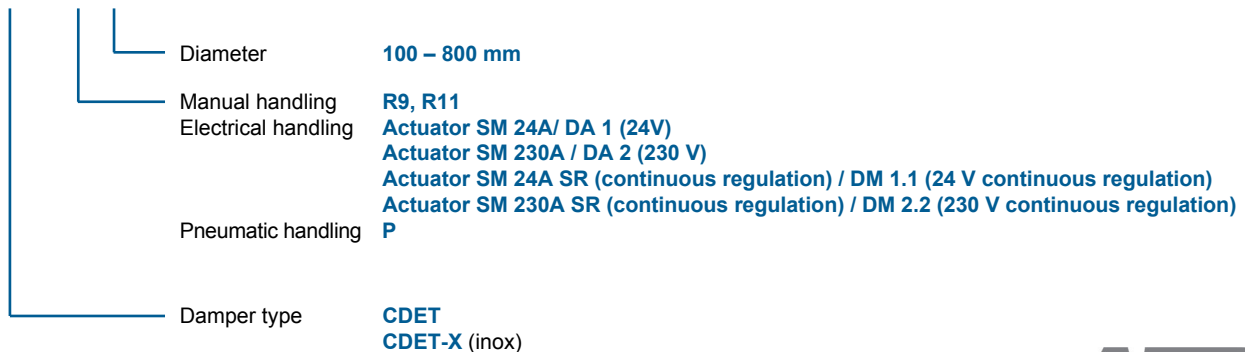 Diameter 100 – 800 mm
Manual handling R9, R11
Electrical handling Actuator SM 24A/ DA 1 (24V)
Actuator SM 230A / DA 2 (230 V)
Actuator SM 24A SR (continuous regulation) / DM 1.1 (24 V continuous regulation)
Actuator SM 230A SR (continuous regulation) / DM 2.2 (230 V continuous regulation)
Pneumatic handling P
Damper type CDET
CDET-X (inox)